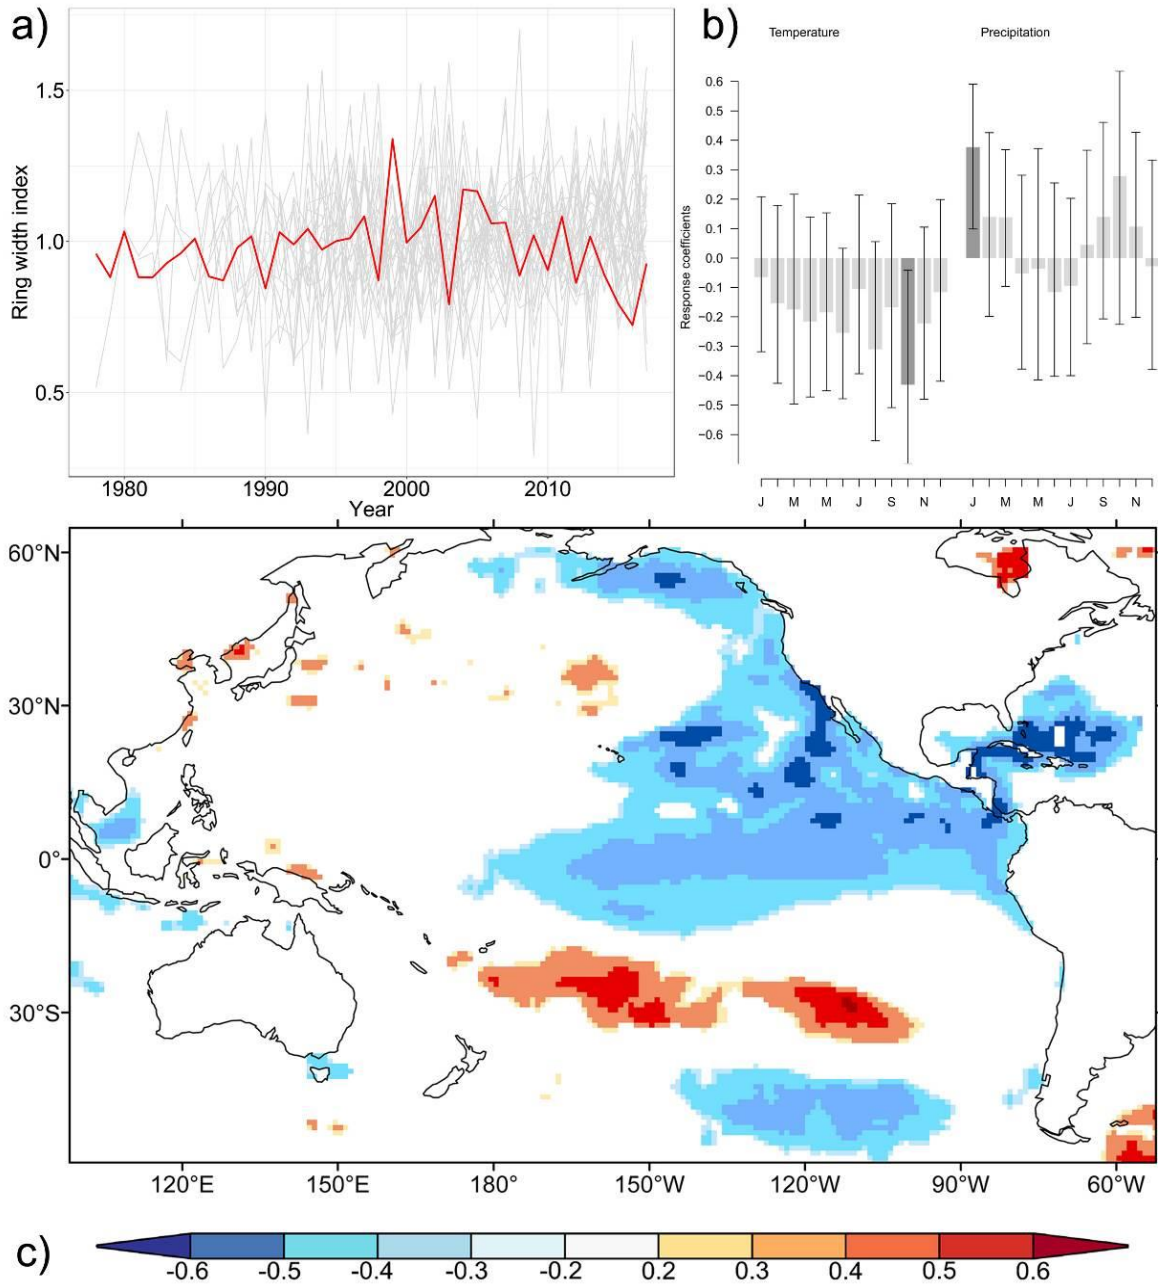 a)
1.5
1.0
0.5
Ring width index
1980 1990 2000 2010
Year
b)
Temperature Precipitation
0.6
0.5
0.4
0.3
0.2
0.1
0.0
−0.1
−0.2
−0.3
−0.4
−0.5
−0.6
Response coefficients
J M M J S N J M M J S N
60°N
30°N
0°
30°S
120°E 150°E 180° 150°W 120°W 90°W 60°W
c)
-0.6 -0.5 -0.4 -0.3 -0.2 0.2 0.3 0.4 0.5 0.6